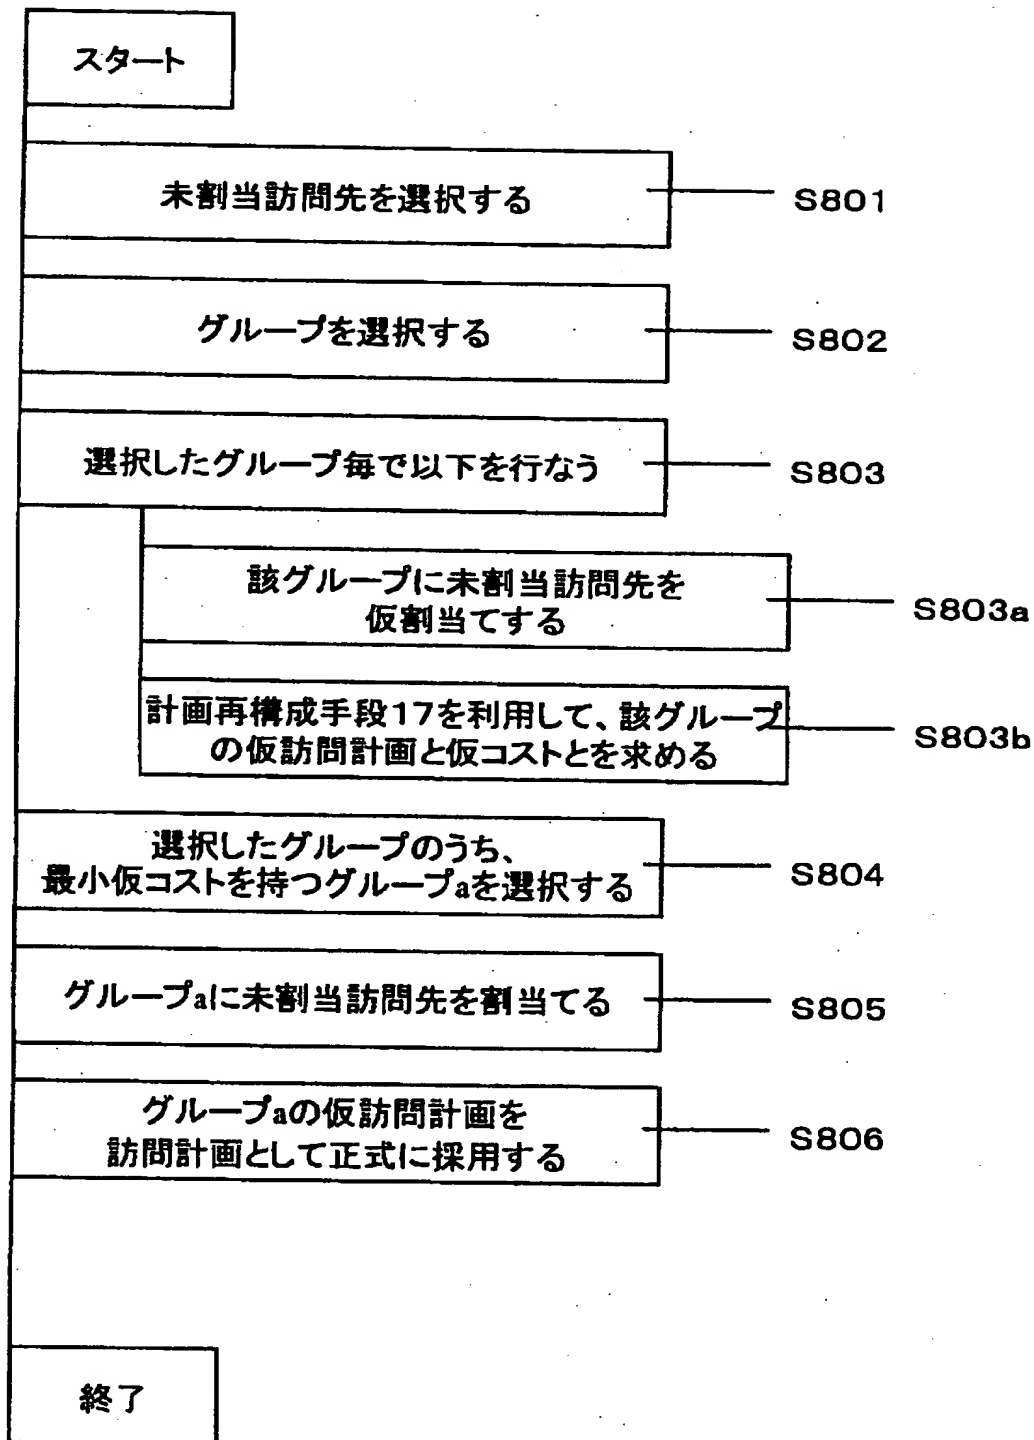 スタート
未割当訪問先を選択する
S801
グループを選択する
S802
選択したグループ毎で以下を行なう
S803
該グループに未割当訪問先を
仮割当てする
S803a
計画再構成手段17を利用して、該グループ
の仮訪問計画と仮コストとを求める
S803b
選択したグループのうち、
最小仮コストを持つグループaを選択する
S804
グループaに未割当訪問先を割当てる
S805
グループaの仮訪問計画を
訪問計画として正式に採用する
S806
終了